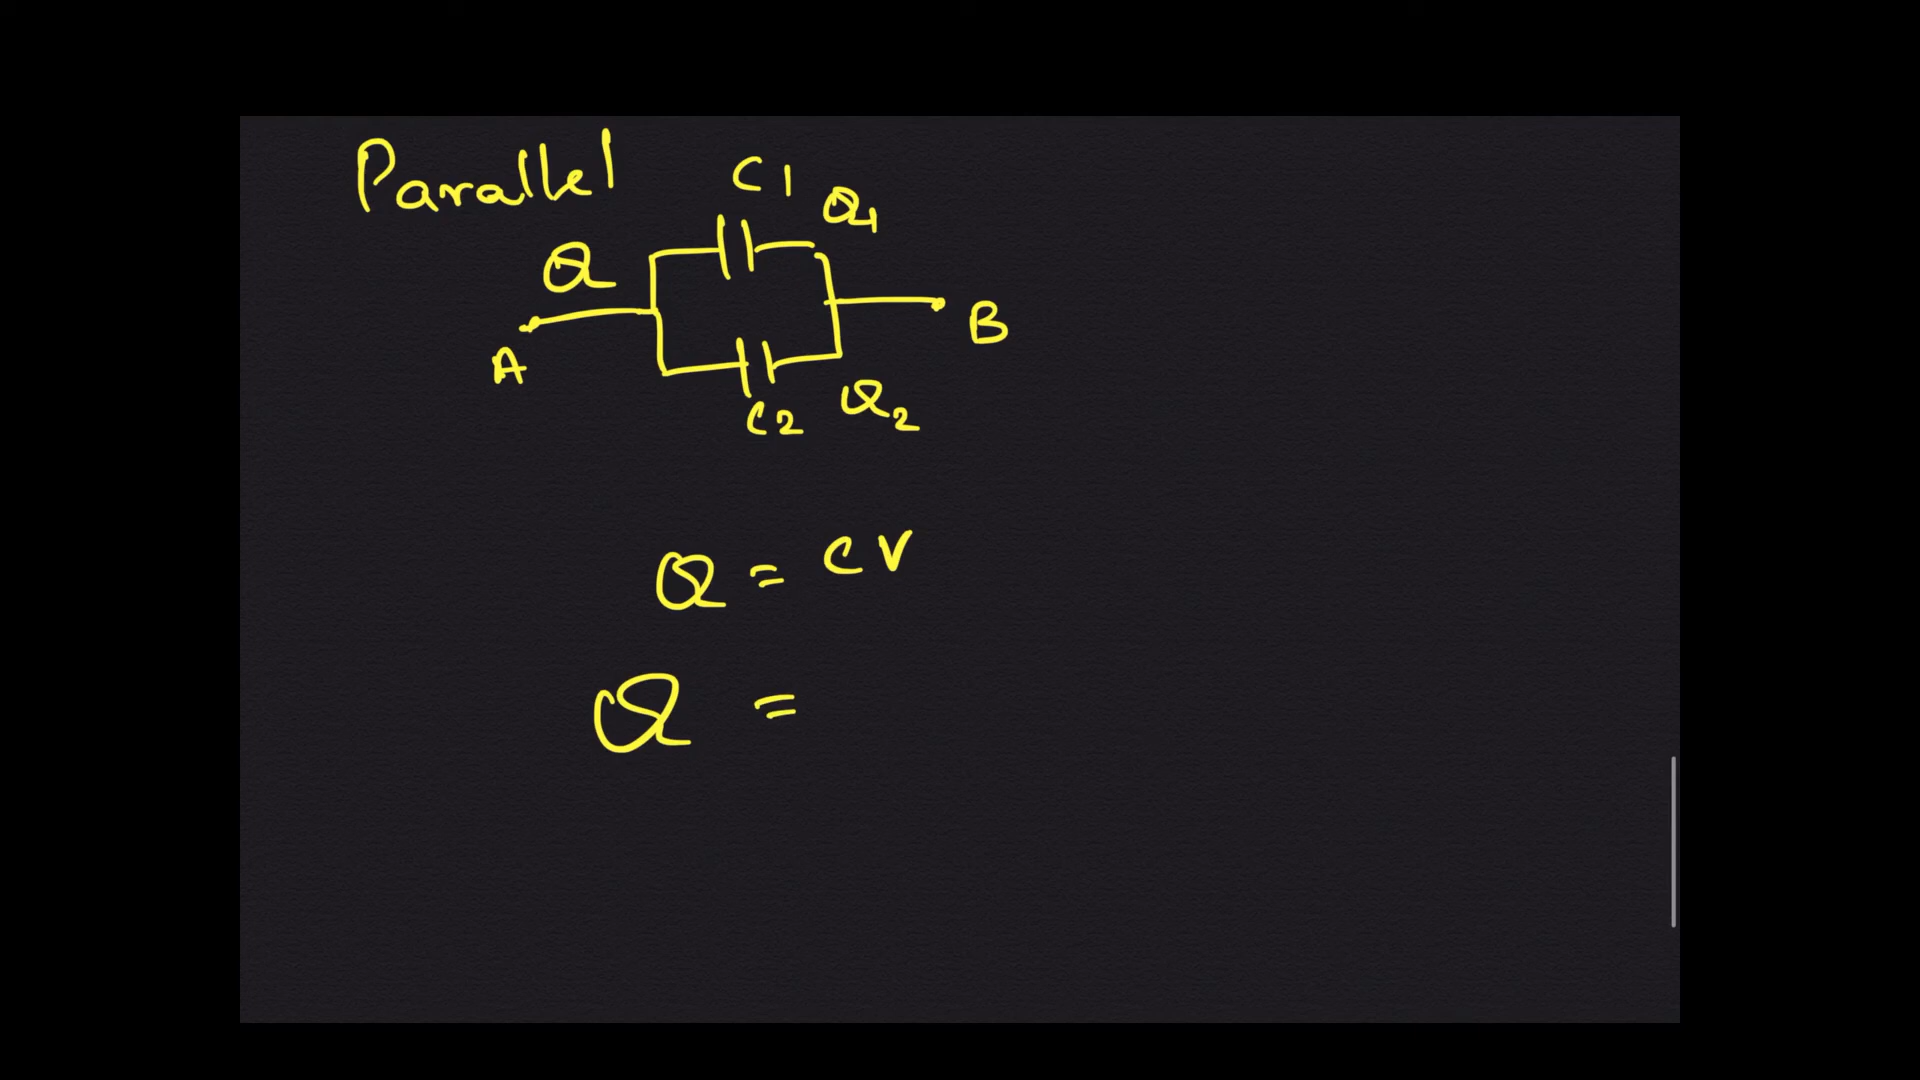 Parallel
C1
Q1
Q
A
B
C2
Q2
Q = CV
Q =